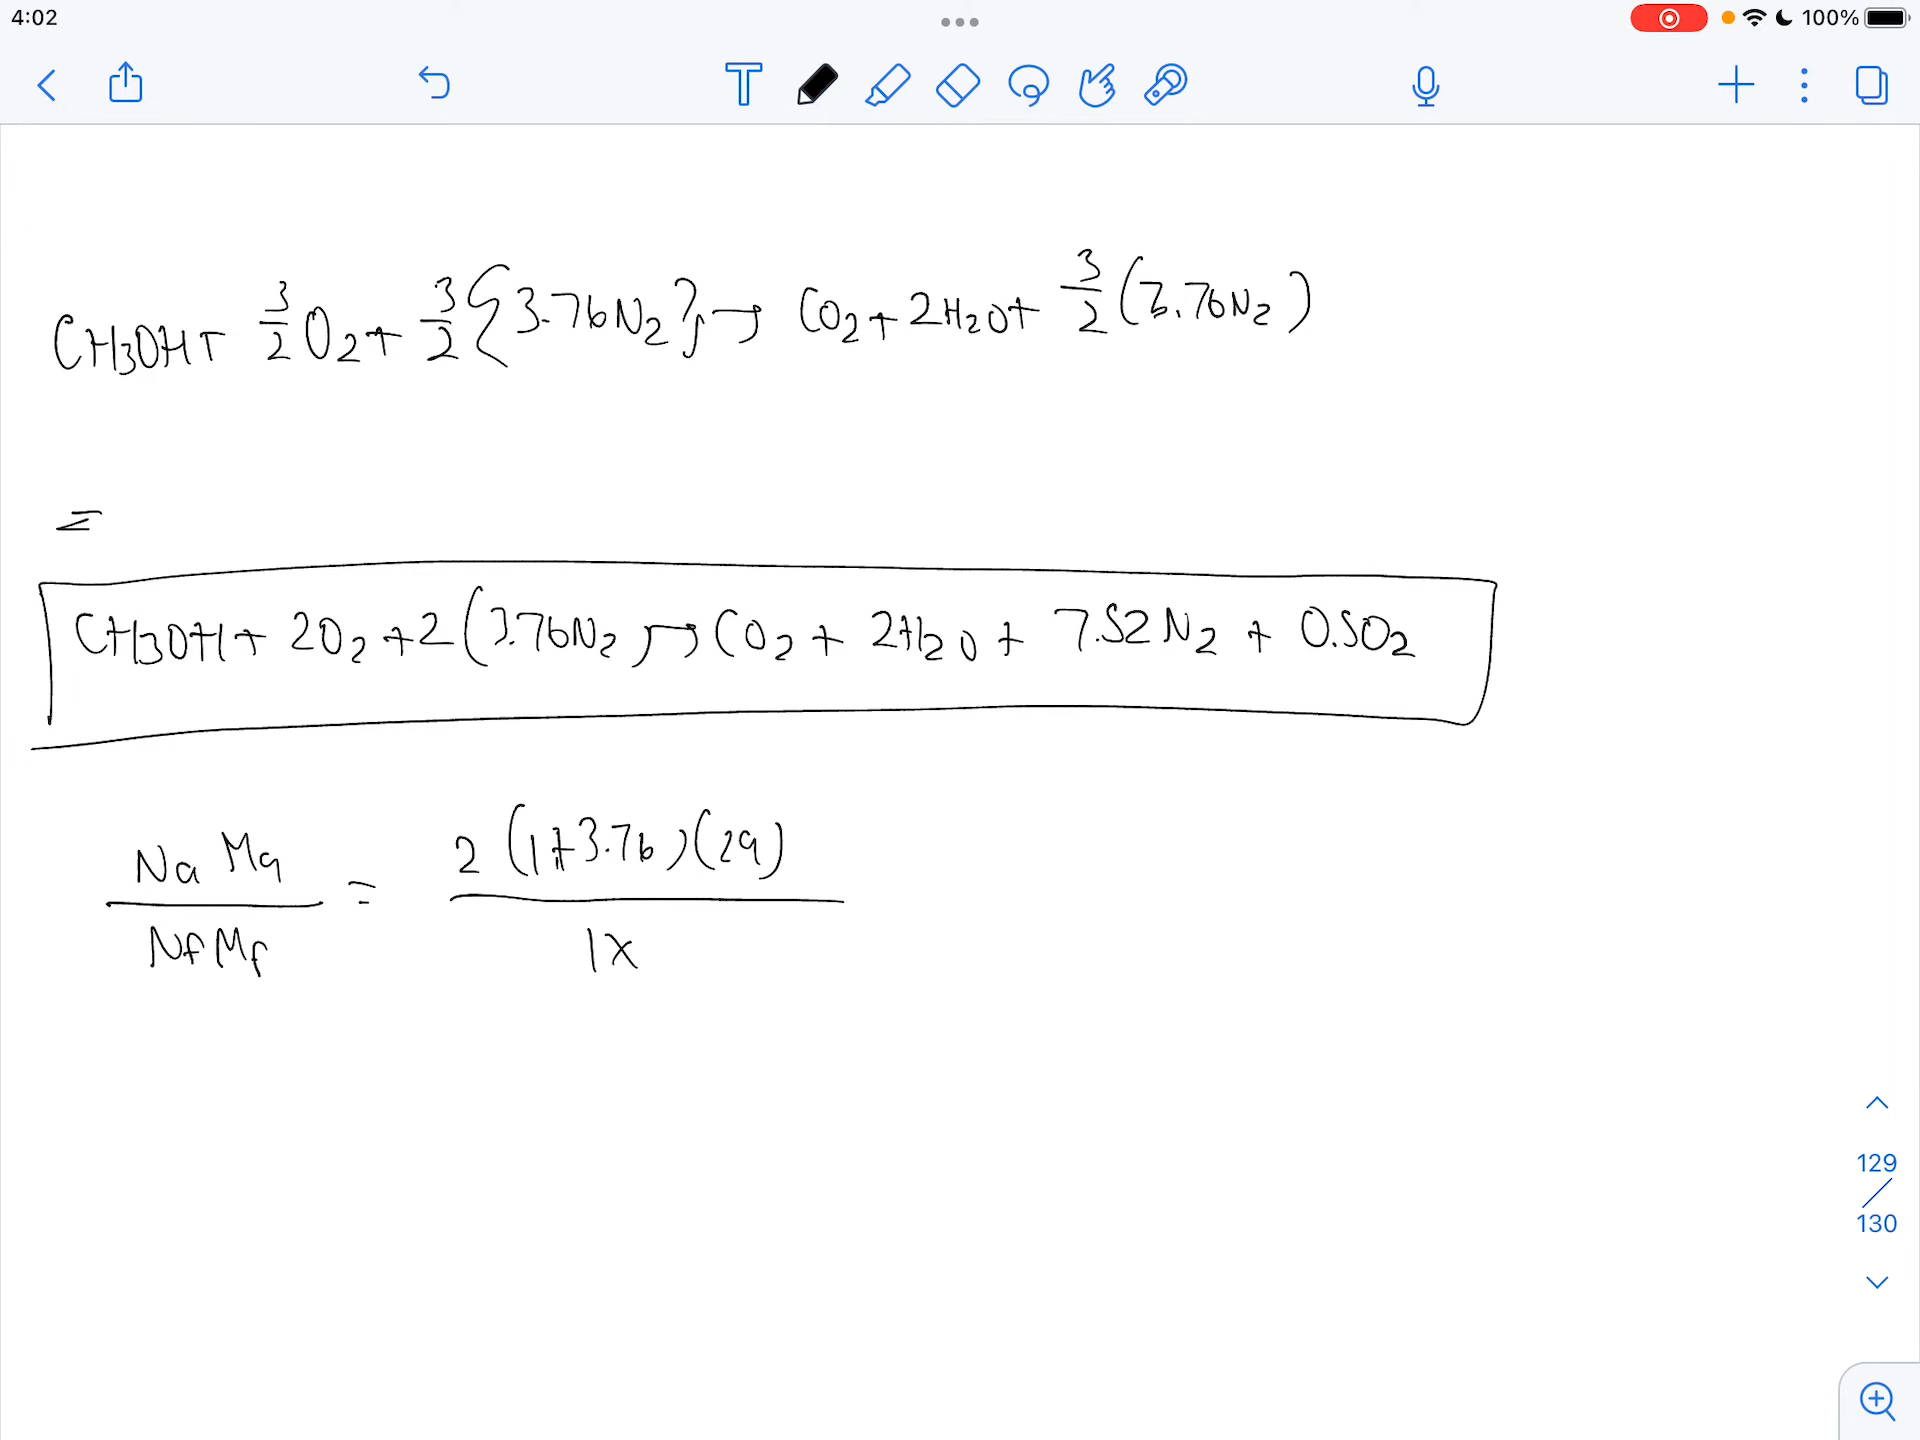 4:02 100%
T
CH3OH + 3/2 O2 + 3/2 {3.76N2} → CO2 + 2H2O + 3/2 (3.76N2)
=
CH3OH + 2O2 + 2(3.76N2) → CO2 + 2H2O + 7.52N2 + 0.5O2
Na Ma / Nf Mf = 2(1+3.76)(29) / 1x
129
/
130